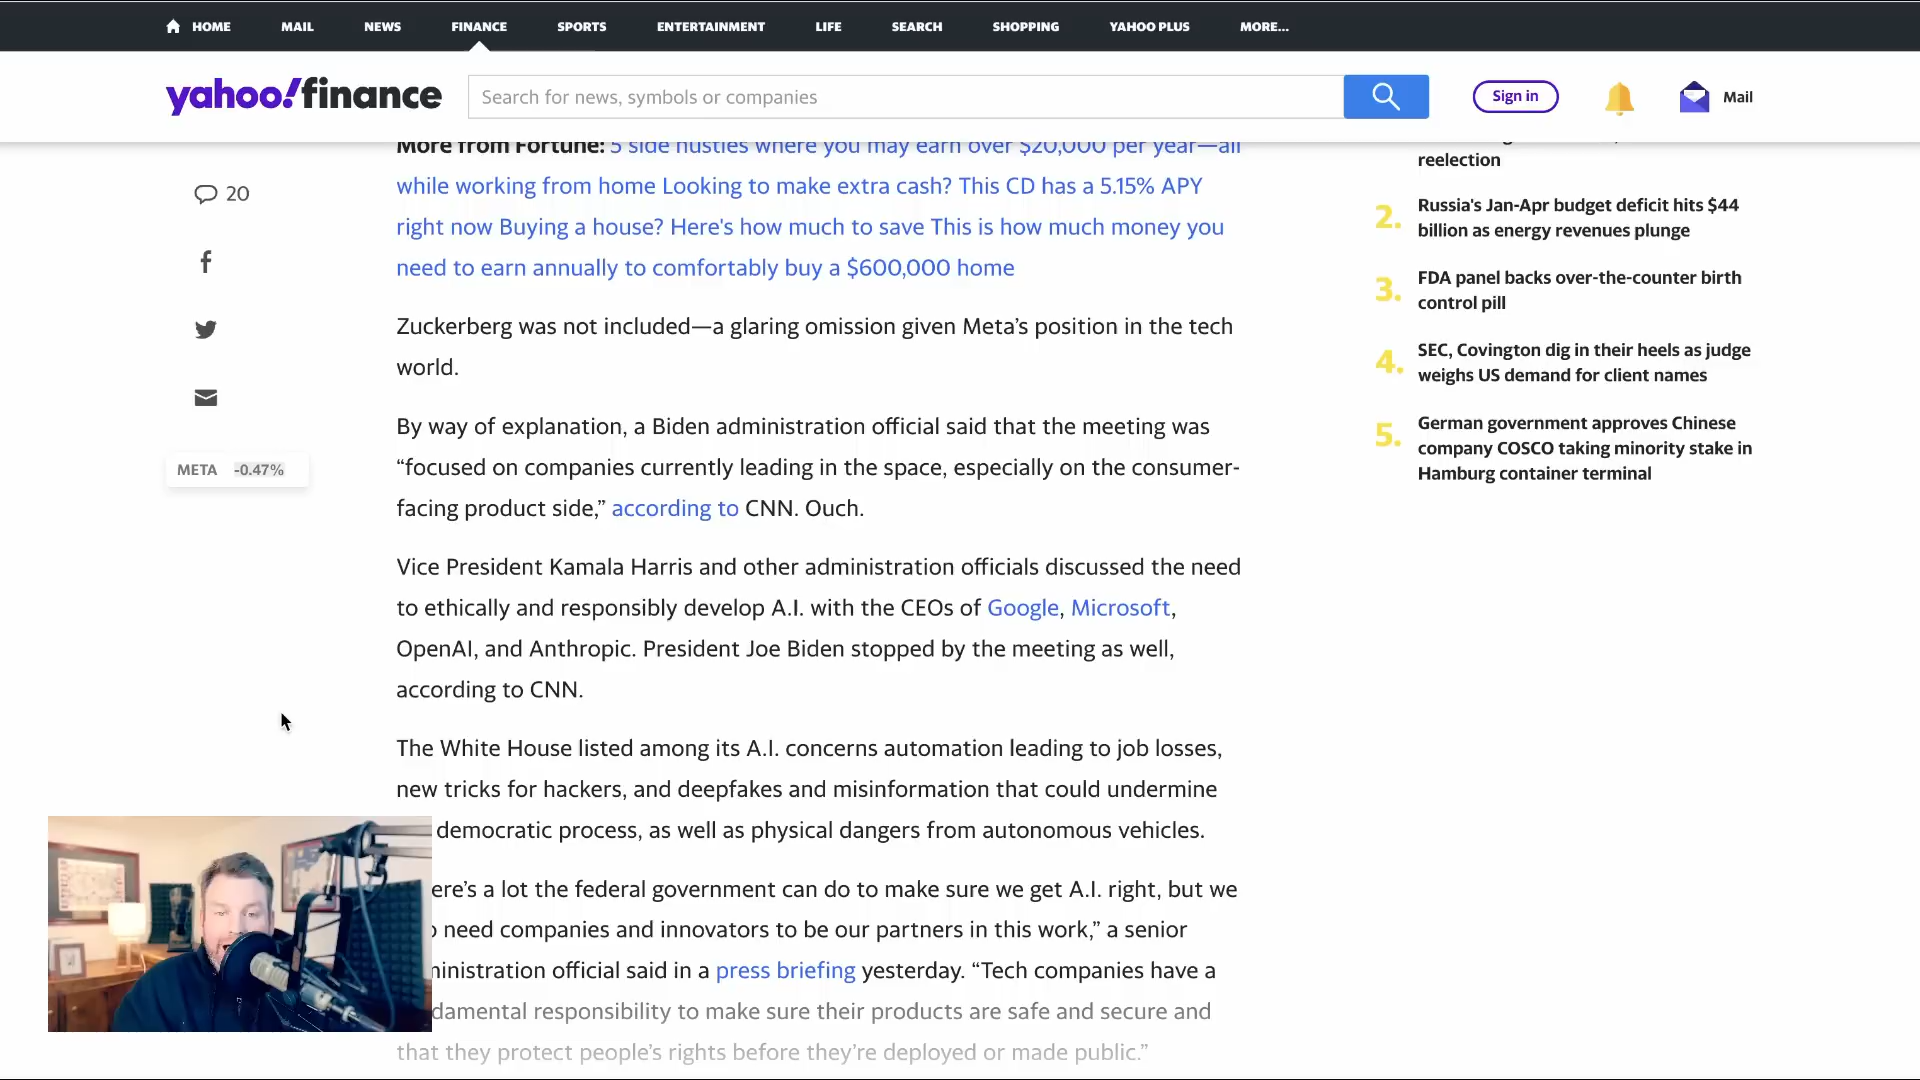 HOME MAIL NEWS FINANCE SPORTS ENTERTAINMENT LIFE SEARCH SHOPPING YAHOO PLUS MORE...
yahoo!finance
Search for news, symbols or companies
Sign in
Mail
20
META -0.47%
More from Fortune: 5 side hustles where you may earn over $20,000 per year—all
while working from home Looking to make extra cash? This CD has a 5.15% APY
right now Buying a house? Here's how much to save This is how much money you
need to earn annually to comfortably buy a $600,000 home
Zuckerberg was not included—a glaring omission given Meta’s position in the tech
world.
By way of explanation, a Biden administration official said that the meeting was
“focused on companies currently leading in the space, especially on the consumer-
facing product side,” according to CNN. Ouch.
Vice President Kamala Harris and other administration officials discussed the need
to ethically and responsibly develop A.I. with the CEOs of Google, Microsoft,
OpenAI, and Anthropic. President Joe Biden stopped by the meeting as well,
according to CNN.
The White House listed among its A.I. concerns automation leading to job losses,
new tricks for hackers, and deepfakes and misinformation that could undermine
democratic process, as well as physical dangers from autonomous vehicles.
ere’s a lot the federal government can do to make sure we get A.I. right, but we
need companies and innovators to be our partners in this work,” a senior
ministration official said in a press briefing yesterday. “Tech companies have a
damental responsibility to make sure their products are safe and secure and
that they protect people’s rights before they’re deployed or made public.”
reelection
2. Russia's Jan-Apr budget deficit hits $44
billion as energy revenues plunge
3. FDA panel backs over-the-counter birth
control pill
4. SEC, Covington dig in their heels as judge
weighs US demand for client names
5. German government approves Chinese
company COSCO taking minority stake in
Hamburg container terminal